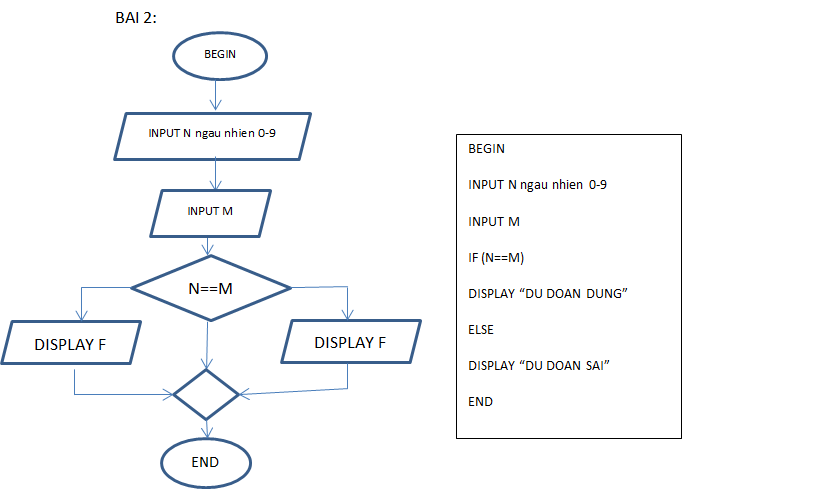 BAI 2:
BEGIN
INPUT N ngau nhien 0-9
INPUT M
N==M
DISPLAY F
DISPLAY F
END
BEGIN
INPUT N ngau nhien 0-9
INPUT M
IF (N==M)
DISPLAY “DU DOAN DUNG”
ELSE
DISPLAY “DU DOAN SAI”
END